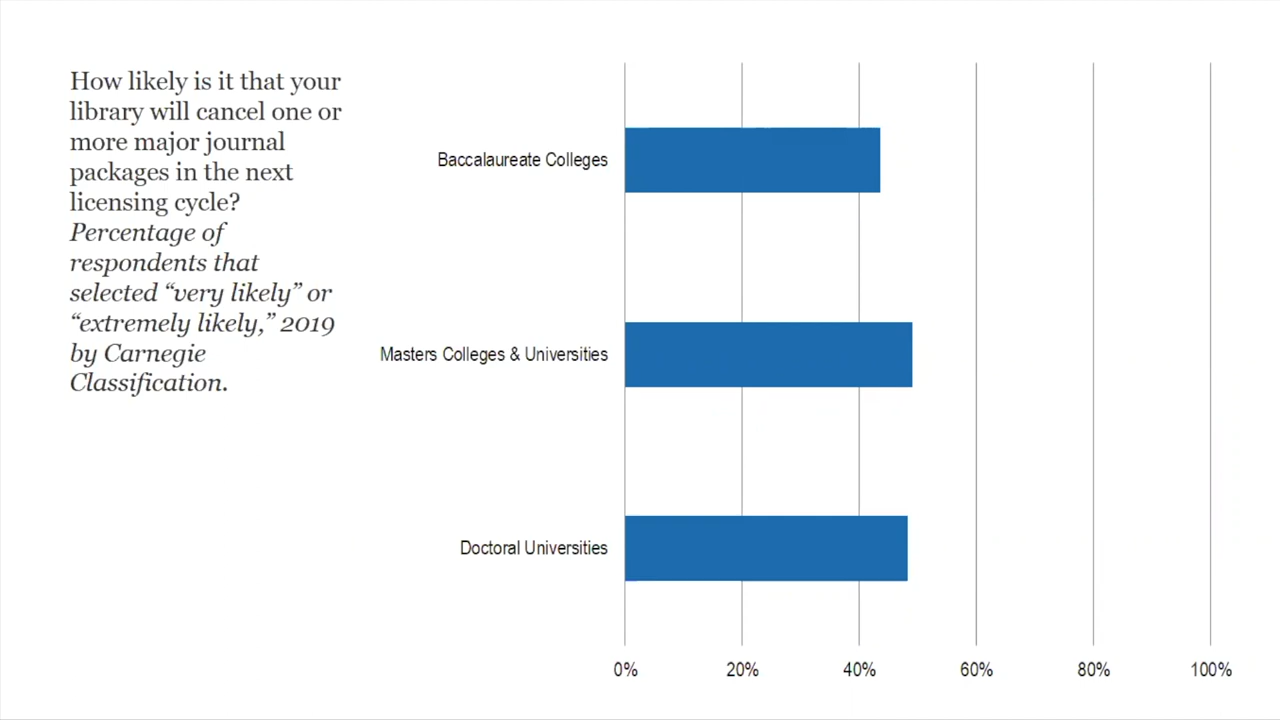 How likely is it that your
library will cancel one or
more major journal
packages in the next
licensing cycle?
Percentage of
respondents that
selected “very likely” or
“extremely likely,” 2019
by Carnegie
Classification.
Baccalaureate Colleges
Masters Colleges & Universities
Doctoral Universities
0% 20% 40% 60% 80% 100%